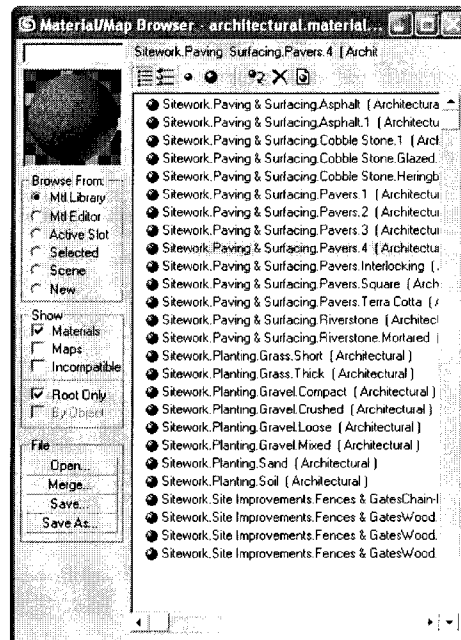 Material/Map Browser - architectural.material...
Sitework.Paving Surfacing.Pavers.4 (Archit
Browse From:
Mtl Library
Mtl Editor
Active Slot
Selected
Scene
New
Show
Materials
Maps
Incompatible
Root Only
By Object
File
Open...
Merge...
Save...
Save As...
Sitework.Paving & Surfacing.Asphalt (Architectura
Sitework.Paving & Surfacing.Asphalt.1 (Architectu
Sitework.Paving & Surfacing.Cobble Stone.1 (Arch
Sitework.Paving & Surfacing.Cobble Stone.Glazed.
Sitework.Paving & Surfacing.Cobble Stone.Heringb
Sitework.Paving & Surfacing.Pavers.1 (Architectur
Sitework.Paving & Surfacing.Pavers.2 (Architectur
Sitework.Paving & Surfacing.Pavers.3 (Architectur
Sitework.Paving & Surfacing.Pavers.4 (Architectur
Sitework.Paving & Surfacing.Pavers.Interlocking (.
Sitework.Paving & Surfacing.Pavers.Square (Arch
Sitework.Paving & Surfacing.Pavers.Terra Cotta (A
Sitework.Paving & Surfacing.Riverstone (Architect
Sitework.Paving & Surfacing.Riverstone.Mortared (
Sitework.Planting.Grass.Short (Architectural)
Sitework.Planting.Grass.Thick (Architectural)
Sitework.Planting.Gravel.Compact (Architectural)
Sitework.Planting.Gravel.Crushed (Architectural)
Sitework.Planting.Gravel.Loose (Architectural)
Sitework.Planting.Gravel.Mixed (Architectural)
Sitework.Planting.Sand (Architectural)
Sitework.Planting.Soil (Architectural)
Sitework.Site Improvements.Fences & GatesChain-l
Sitework.Site Improvements.Fences & GatesWood.
Sitework.Site Improvements.Fences & GatesWood.
Sitework.Site Improvements.Fences & GatesWood.